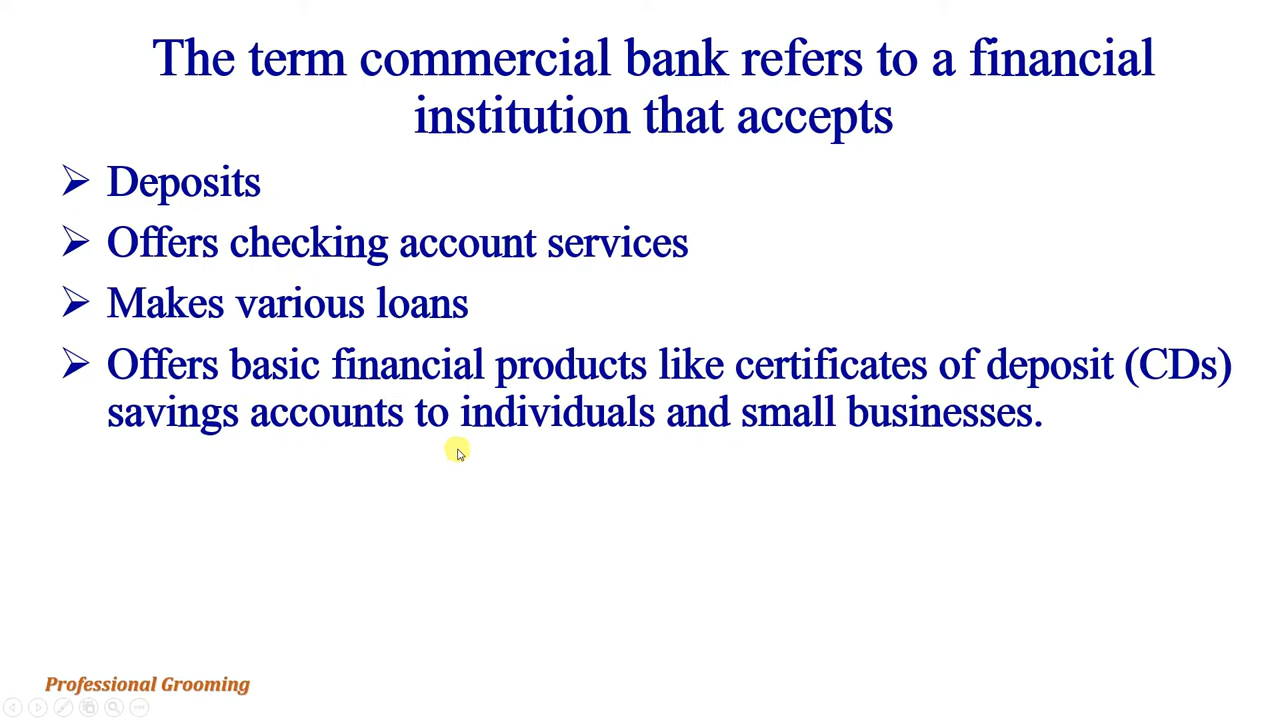 The term commercial bank refers to a financial
institution that accepts
Deposits
Offers checking account services
Makes various loans
Offers basic financial products like certificates of deposit (CDs)
savings accounts to individuals and small businesses.
Professional Grooming